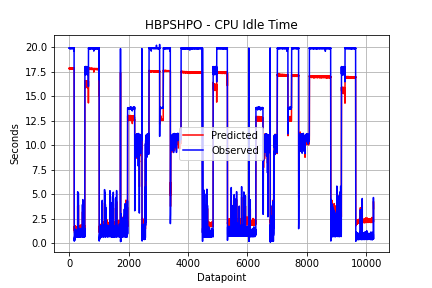 HBPSHPO - CPU Idle Time
20.0
17.5
15.0
12.5
10.0
7.5
5.0
2.5
0.0
Seconds
Predicted
Observed
0 2000 4000 6000 8000 10000
Datapoint